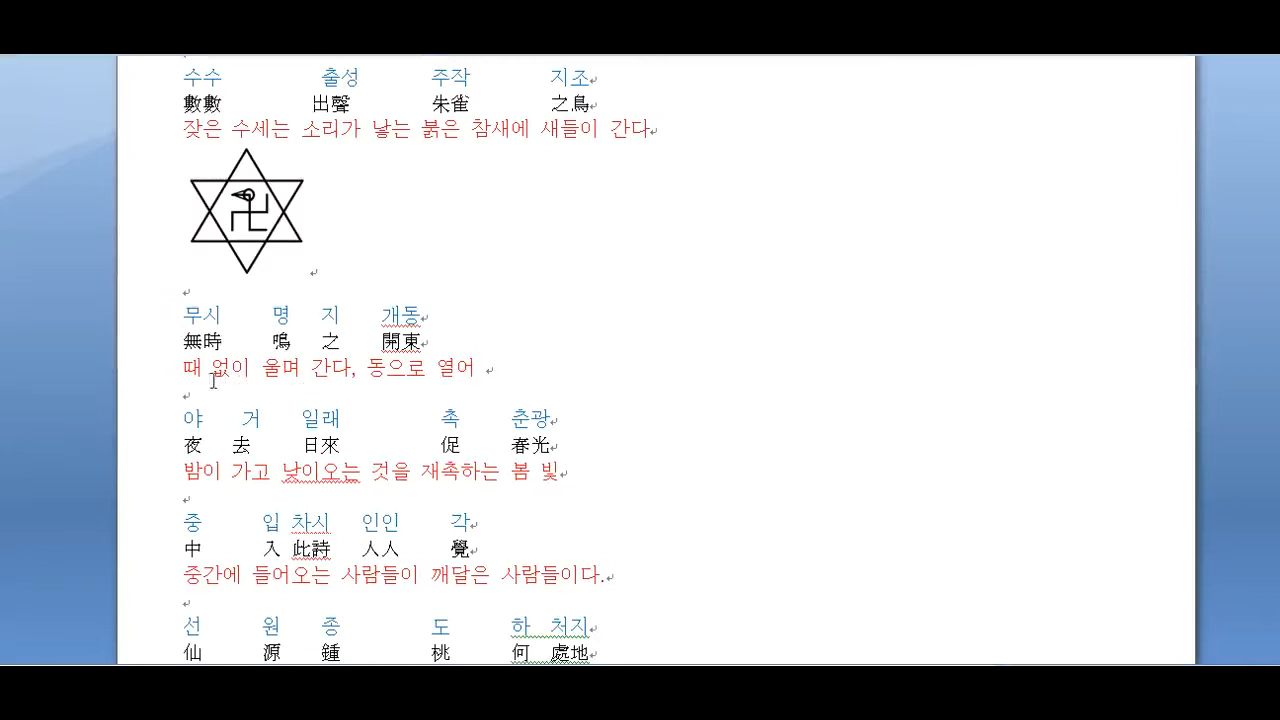 수수 출성 주작 지조
數數 出聲 朱雀 之鳥
잦은 수세는 소리가 낳는 붉은 참새에 새들이 간다
무시 명 지 개동
無時 鳴 之 開東
때 없이 울며 간다, 동으로 열어
야 거 일래 촉 춘광
夜 去 日來 促 春光
밤이 가고 낮이오는 것을 재촉하는 봄 빛
중 입 차시 인인 각
中 入 此詩 人人 覺
중간에 들어오는 사람들이 깨달은 사람들이다.
선 원 종 도 하 처지
仙 源 鍾 桃 何 處地